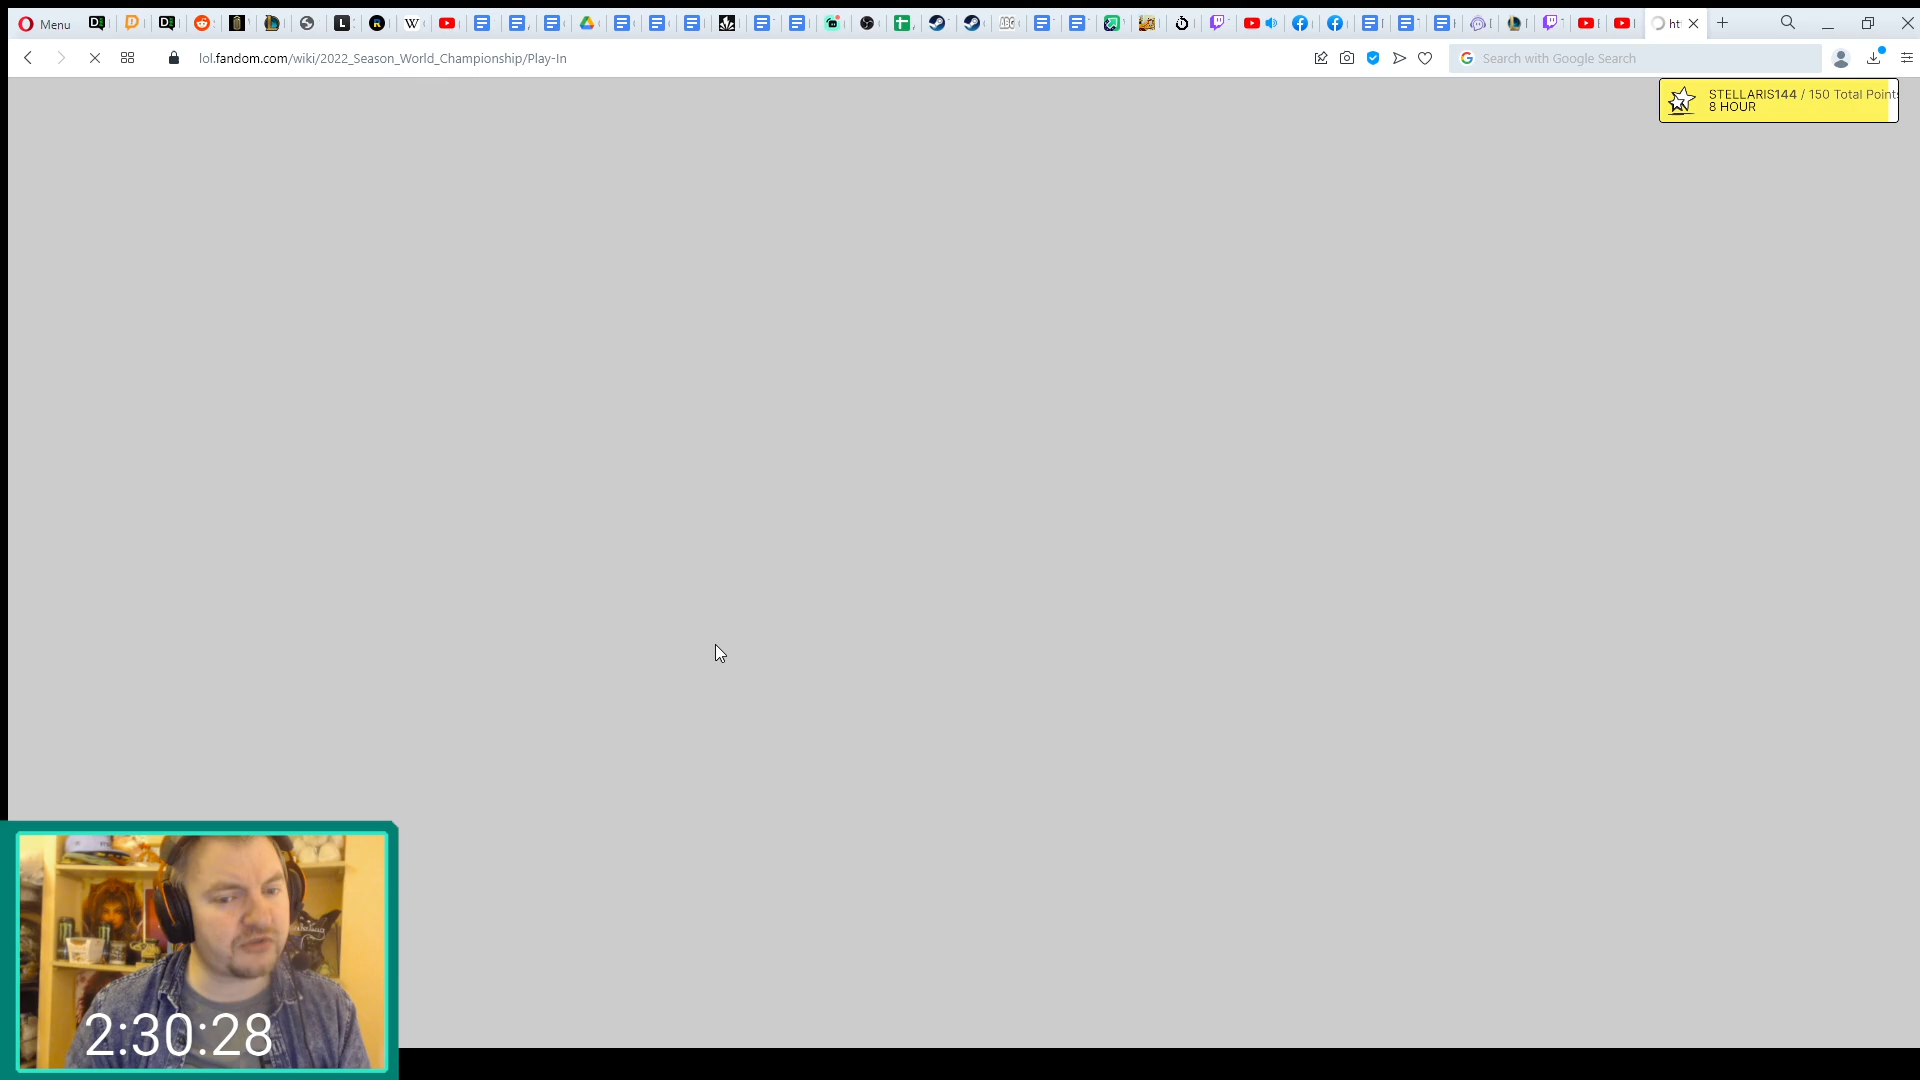 Menu
ht
lol.fandom.com/wiki/2022_Season_World_Championship/Play-In
Search with Google Search
STELLARIS144 / 150 Total Points
8 HOUR
2:30:28